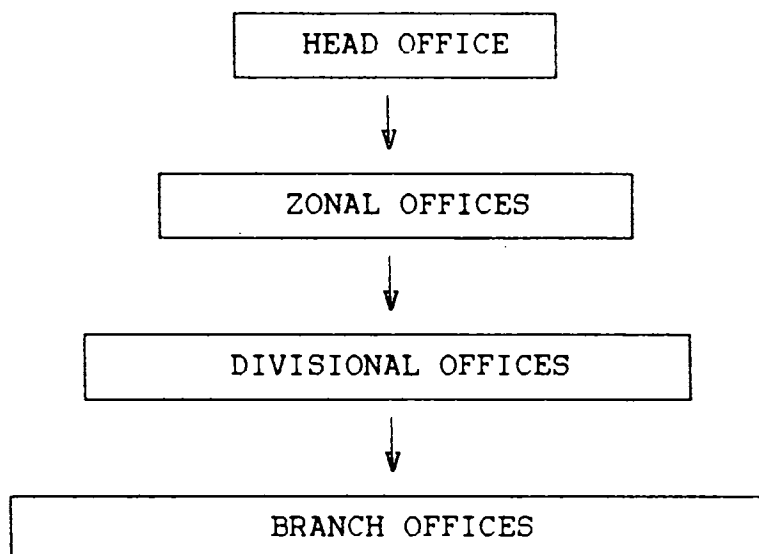 HEAD OFFICE
ZONAL OFFICES
DIVISIONAL OFFICES
BRANCH OFFICES